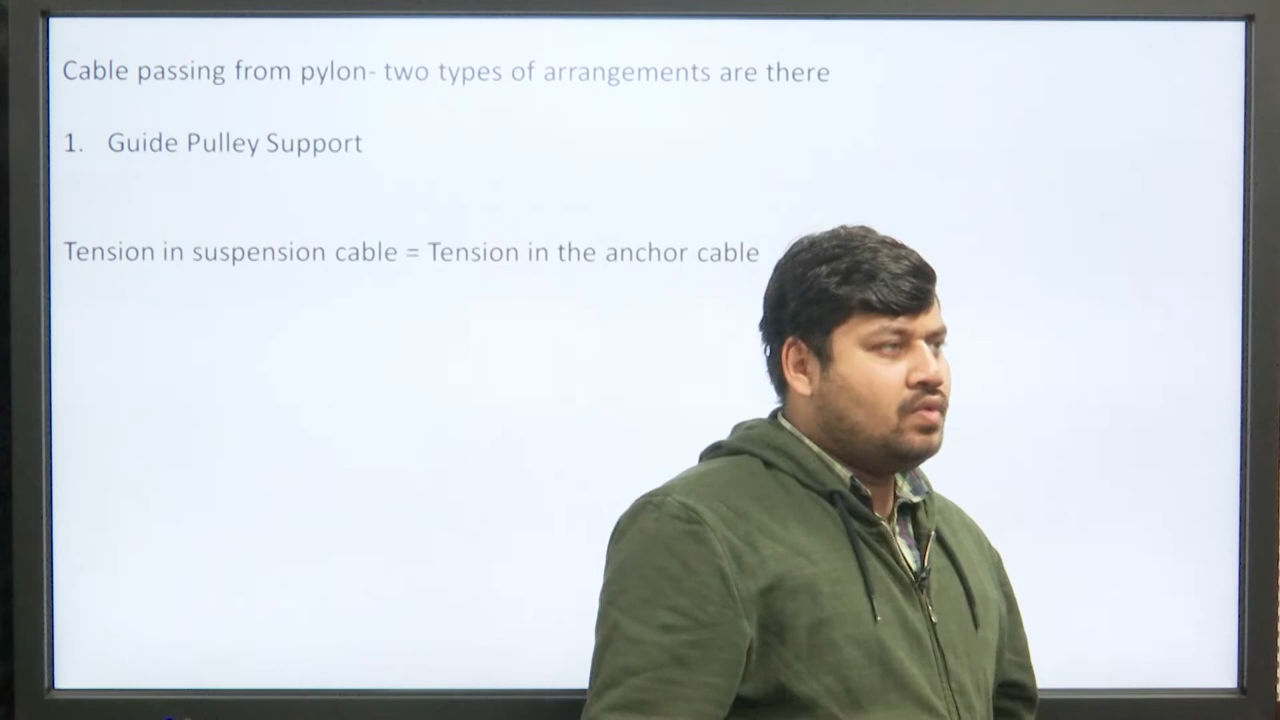 Cable passing from pylon- two types of arrangements are there
1. Guide Pulley Support
Tension in suspension cable = Tension in the anchor cable